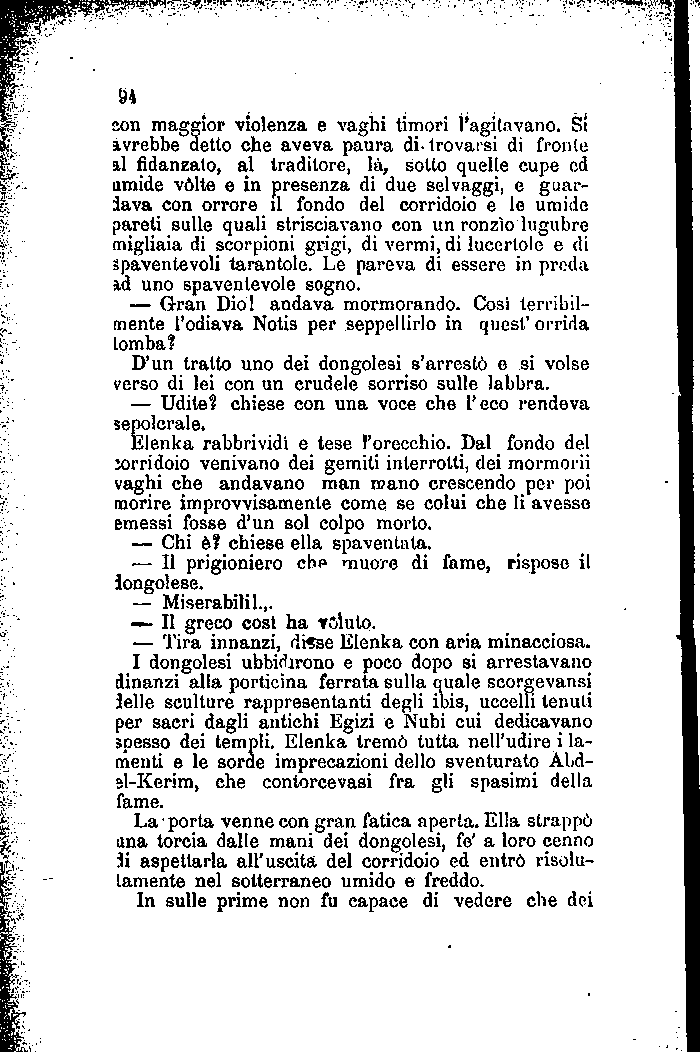 94
con maggior violenza e vaghi timori l'agitavano. Si
avrebbe detto che aveva paura di trovarsi di fronte
al fidanzato, al traditore, là, sotto quelle cupe ed
umide vôlte e in presenza di due selvaggi, e guar-
dava con orrore il fondo del corridoio e le umide
pareti sulle quali strisciavano con un ronzìo lugubre
migliaia di scorpioni grigi, di vermi, di lucertole e di
spaventevoli tarantole. Le pareva di essere in preda
ad uno spaventevole sogno.
— Gran Dio! andava mormorando. Così terribil-
mente l'odiava Notis per seppellirlo in quest'orrida
tomba?
D'un tratto uno dei dongolesi s'arrestò e si volse
verso di lei con un crudele sorriso sulle labbra.
— Udite? chiese con una voce che l'eco rendeva
sepolcrale.
Elenka rabbrividì e tese l'orecchio. Dal fondo del
corridoio venivano dei gemiti interrotti, dei mormorii
vaghi che andavano man mano crescendo per poi
morire improvvisamente come se colui che li avesse
emessi fosse d'un sol colpo morto.
— Chi è? chiese ella spaventata.
— Il prigioniero che muore di fame, rispose il
dongolese.
— Miserabili!...
— Il greco così ha voluto.
— Tira innanzi, disse Elenka con aria minacciosa.
I dongolesi ubbidirono e poco dopo si arrestavano
dinanzi alla porticina ferrata sulla quale scorgevansi
delle sculture rappresentanti degli ibis, uccelli tenuti
per sacri dagli antichi Egizi e Nubi cui dedicavano
spesso dei templi. Elenka tremò tutta nell'udire i la-
menti e le sorde imprecazioni dello sventurato Abd-
el-Kerim, che contorcevasi fra gli spasimi della
fame.
La porta venne con gran fatica aperta. Ella strappò
una torcia dalle mani dei dongolesi, fe' a loro cenno
di aspettarla all'uscita del corridoio ed entrò risolu-
tamente nel sotterraneo umido e freddo.
In sulle prime non fu capace di vedere che dei